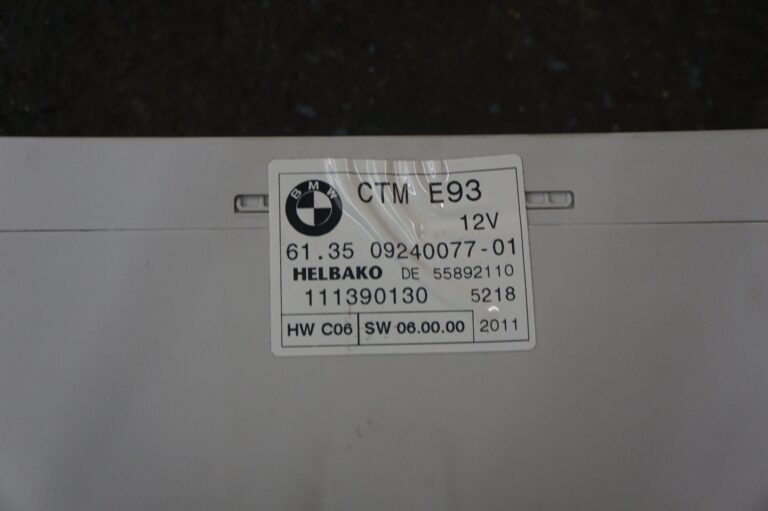 BMW
CTM E93
12V
61.35 09240077-01
HELBAKO DE 55892110
111390130 5218
HW C06 SW 06.00.00 2011